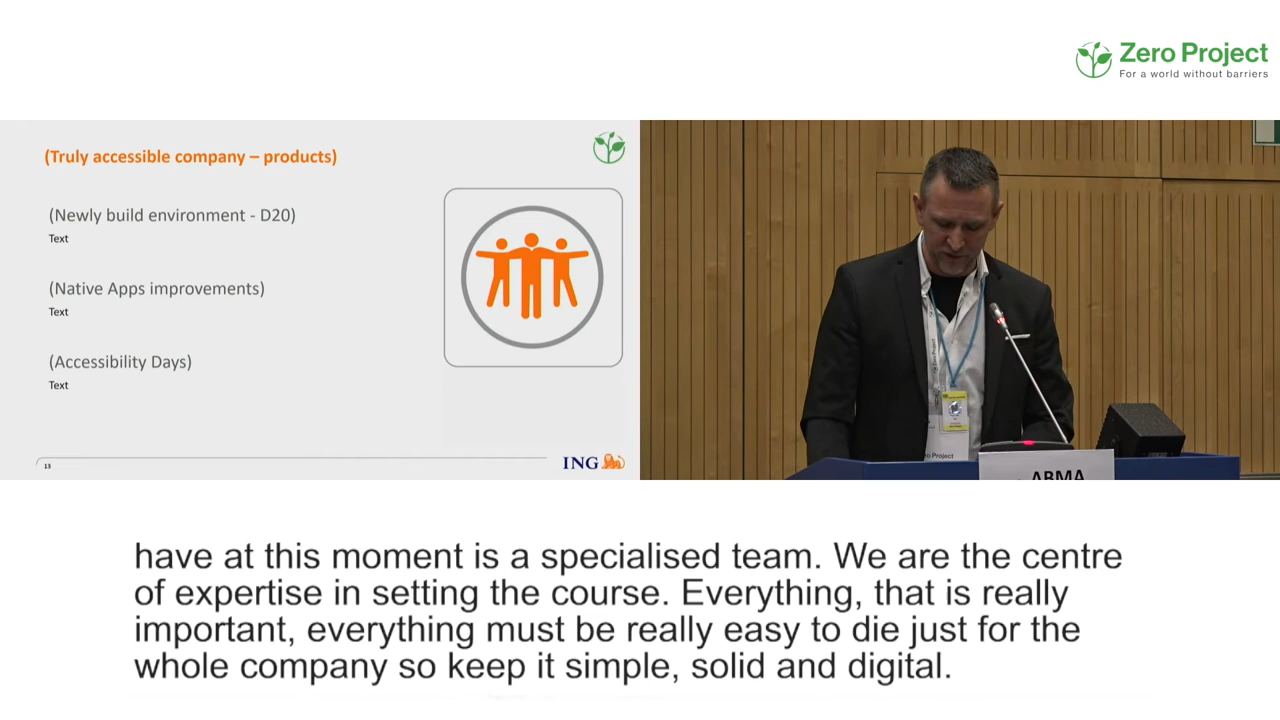 Zero Project
For a world without barriers
(Truly accessible company – products)
(Newly build environment - D20)
Text
(Native Apps improvements)
Text
(Accessibility Days)
Text
13
ING
ro Project
ABMA
have at this moment is a specialised team. We are the centre
of expertise in setting the course. Everything, that is really
important, everything must be really easy to die just for the
whole company so keep it simple, solid and digital.